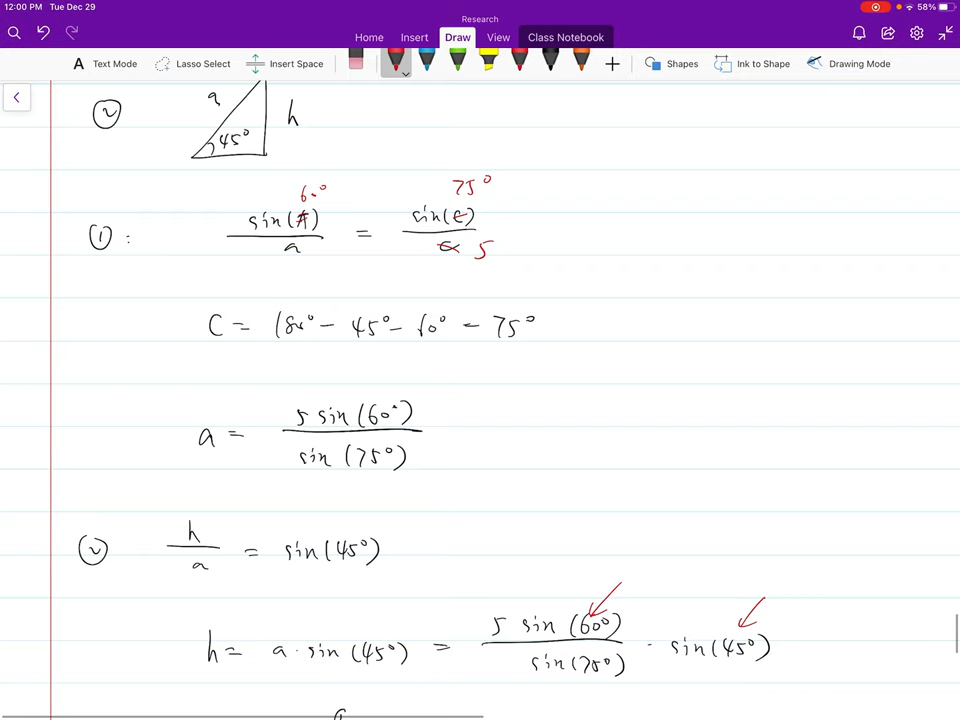 12:00 PM Tue Dec 29
58%
Research
Home Insert Draw View Class Notebook
A Text Mode Lasso Select Insert Space + Shapes Ink to Shape Drawing Mode
② a h
45°
60° 75°
①: sin(A)/a = sin(C)/c 5
C = 180° - 45° - 60° = 75°
a = 5 sin(60°)/sin(75°)
② h/a = sin(45°)
h = a · sin(45°) = 5 sin(60°)/sin(75°) · sin(45°)